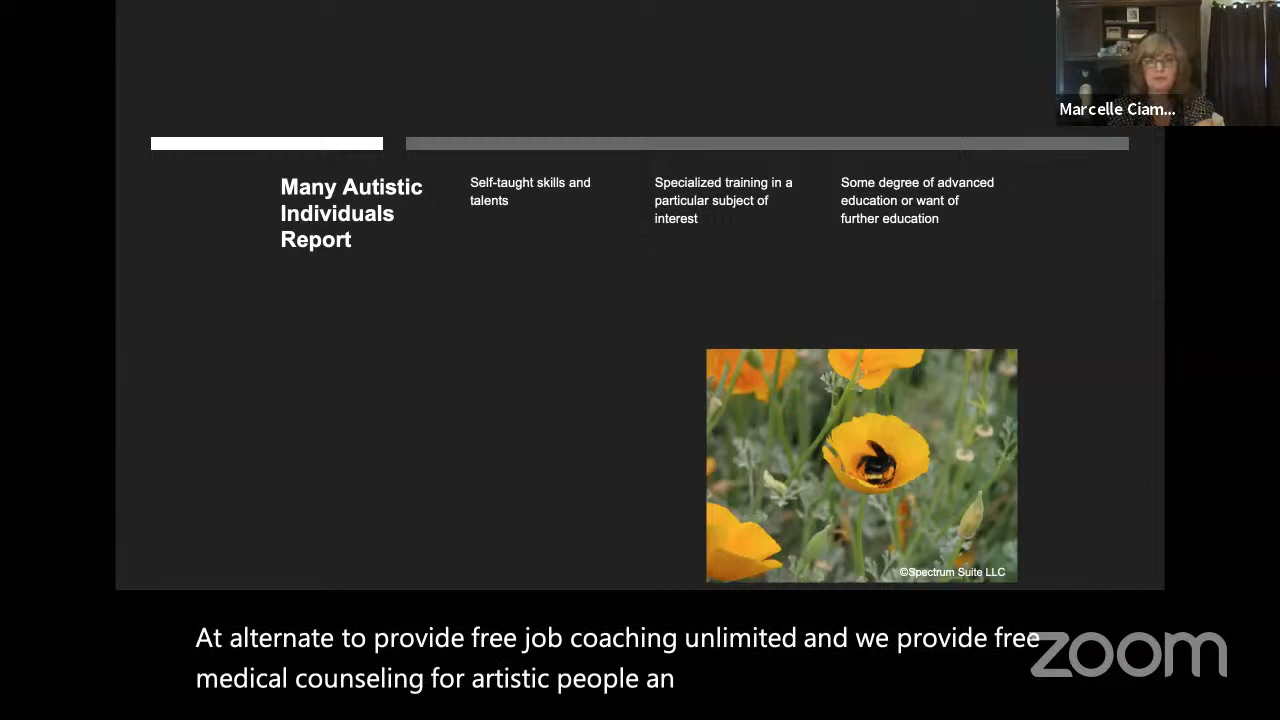 Marcelle Ciam...
Many Autistic
Individuals
Report
Self-taught skills and
talents
Specialized training in a
particular subject of
interest
Some degree of advanced
education or want of
further education
©Spectrum Suite LLC
At alternate to provide free job coaching unlimited and we provide free
medical counseling for artistic people an
zoom